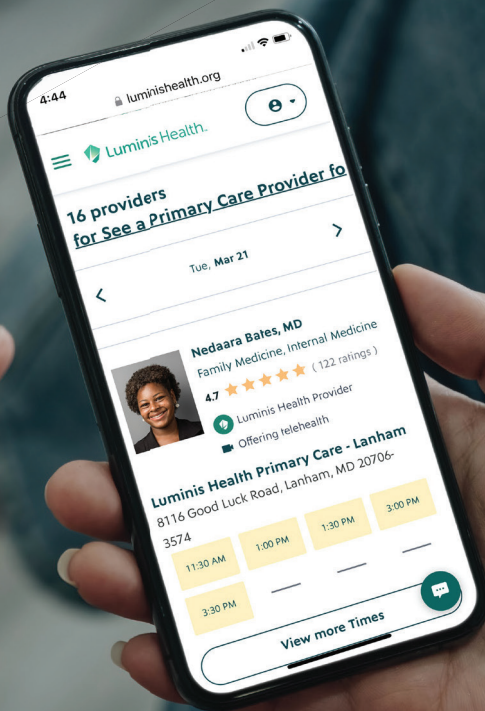 4:44
luminishealth.org
Luminis Health
16 providers
for See a Primary Care Provider fo
Tue, Mar 21
Nedaara Bates, MD
Family Medicine, Internal Medicine
4.7 (122 ratings)
Luminis Health Provider
Offering telehealth
Luminis Health Primary Care - Lanham
8116 Good Luck Road, Lanham, MD 20706-
3574
11:30 AM 1:00 PM 1:30 PM 3:00 PM
3:30 PM — — —
View more Times